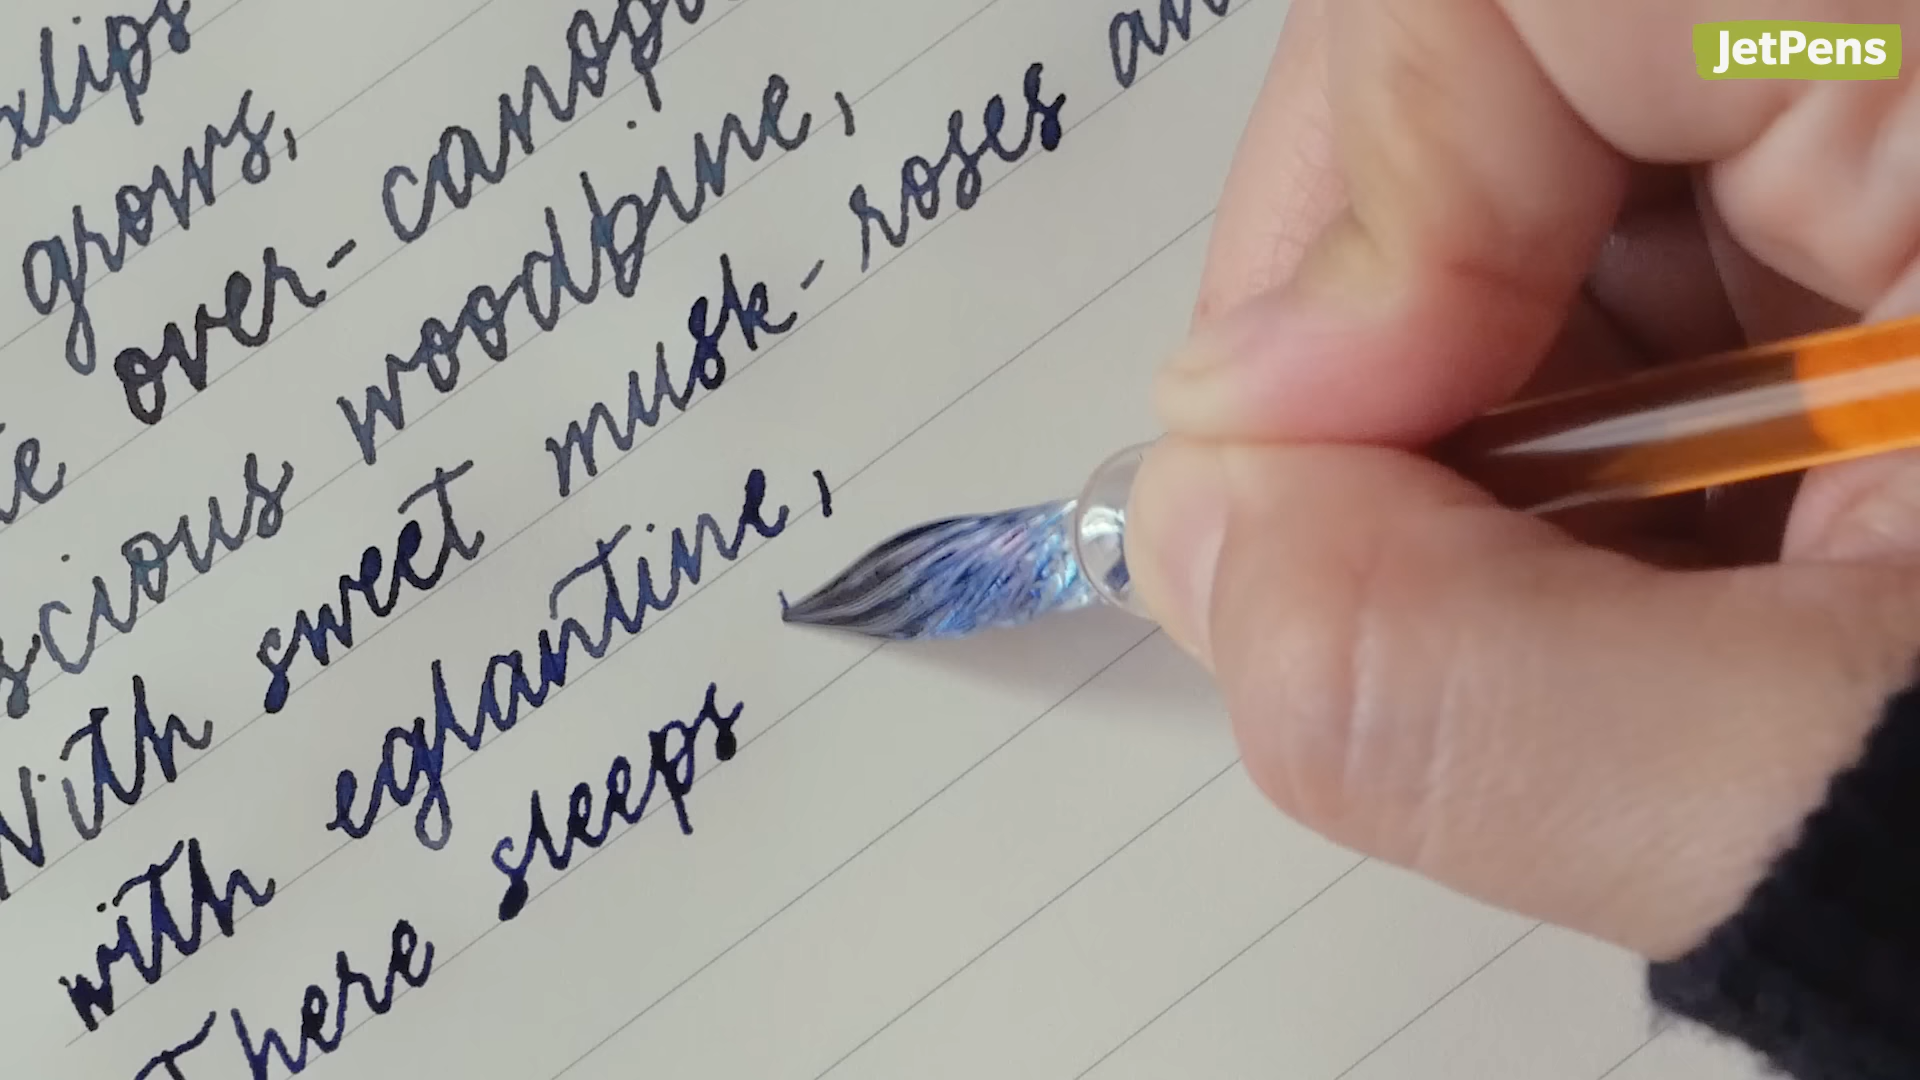 JetPens
xlips
grows,
over-canop
scious woodbine,
With sweet musk-roses an
with eglantine,
There sleeps